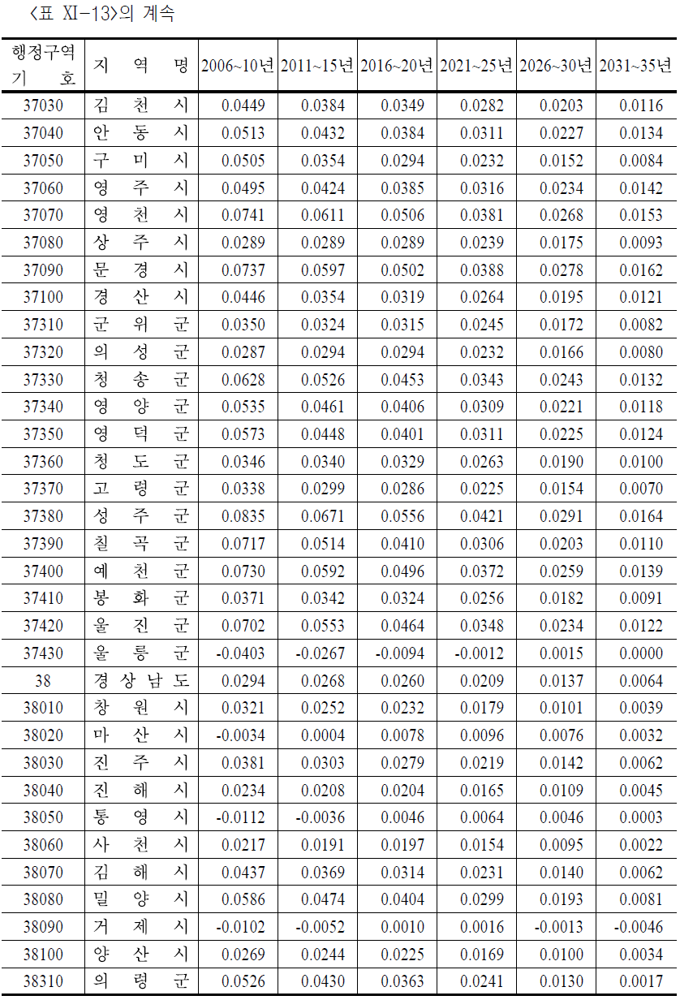 <표 XI-13>의 계속
행정구역 기 호 지 역 명 2006~10년 2011~15년 2016~20년 2021~25년 2026~30년 2031~35년
37030 김 천 시 0.0449 0.0384 0.0349 0.0282 0.0203 0.0116
37040 안 동 시 0.0513 0.0432 0.0384 0.0311 0.0227 0.0134
37050 구 미 시 0.0505 0.0354 0.0294 0.0232 0.0152 0.0084
37060 영 주 시 0.0495 0.0424 0.0385 0.0316 0.0234 0.0142
37070 영 천 시 0.0741 0.0611 0.0506 0.0381 0.0268 0.0153
37080 상 주 시 0.0289 0.0289 0.0289 0.0239 0.0175 0.0093
37090 문 경 시 0.0737 0.0597 0.0502 0.0388 0.0278 0.0162
37100 경 산 시 0.0446 0.0354 0.0319 0.0264 0.0195 0.0121
37310 군 위 군 0.0350 0.0324 0.0315 0.0245 0.0172 0.0082
37320 의 성 군 0.0287 0.0294 0.0294 0.0232 0.0166 0.0080
37330 청 송 군 0.0628 0.0526 0.0453 0.0343 0.0243 0.0132
37340 영 양 군 0.0535 0.0461 0.0406 0.0309 0.0221 0.0118
37350 영 덕 군 0.0573 0.0448 0.0401 0.0311 0.0225 0.0124
37360 청 도 군 0.0346 0.0340 0.0329 0.0263 0.0190 0.0100
37370 고 령 군 0.0338 0.0299 0.0286 0.0225 0.0154 0.0070
37380 성 주 군 0.0835 0.0671 0.0556 0.0421 0.0291 0.0164
37390 칠 곡 군 0.0717 0.0514 0.0410 0.0306 0.0203 0.0110
37400 예 천 군 0.0730 0.0592 0.0496 0.0372 0.0259 0.0139
37410 봉 화 군 0.0371 0.0342 0.0324 0.0256 0.0182 0.0091
37420 울 진 군 0.0702 0.0553 0.0464 0.0348 0.0234 0.0122
37430 울 릉 군 -0.0403 -0.0267 -0.0094 -0.0012 0.0015 0.0000
38 경 상 남 도 0.0294 0.0268 0.0260 0.0209 0.0137 0.0064
38010 창 원 시 0.0321 0.0252 0.0232 0.0179 0.0101 0.0039
38020 마 산 시 -0.0034 0.0004 0.0078 0.0096 0.0076 0.0032
38030 진 주 시 0.0381 0.0303 0.0279 0.0219 0.0142 0.0062
38040 진 해 시 0.0234 0.0208 0.0204 0.0165 0.0109 0.0045
38050 통 영 시 -0.0112 -0.0036 0.0046 0.0064 0.0046 0.0003
38060 사 천 시 0.0217 0.0191 0.0197 0.0154 0.0095 0.0022
38070 김 해 시 0.0437 0.0369 0.0314 0.0231 0.0140 0.0062
38080 밀 양 시 0.0586 0.0474 0.0404 0.0299 0.0193 0.0081
38090 거 제 시 -0.0102 -0.0052 0.0010 0.0016 -0.0013 -0.0046
38100 양 산 시 0.0269 0.0244 0.0225 0.0169 0.0100 0.0034
38310 의 령 군 0.0526 0.0430 0.0363 0.0241 0.0130 0.0017